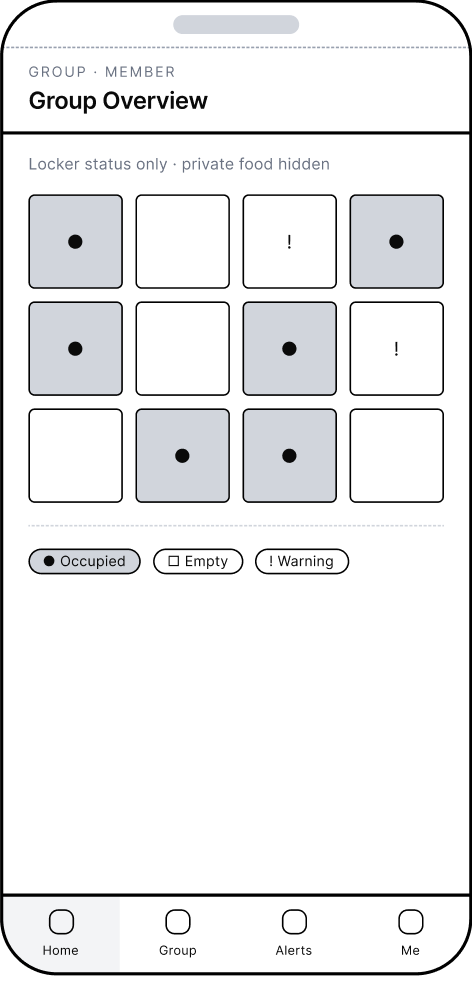 GROUP · MEMBER
Group Overview
Locker status only · private food hidden
● ! ●
● ● !
● ●
● Occupied □ Empty ! Warning
Home Group Alerts Me